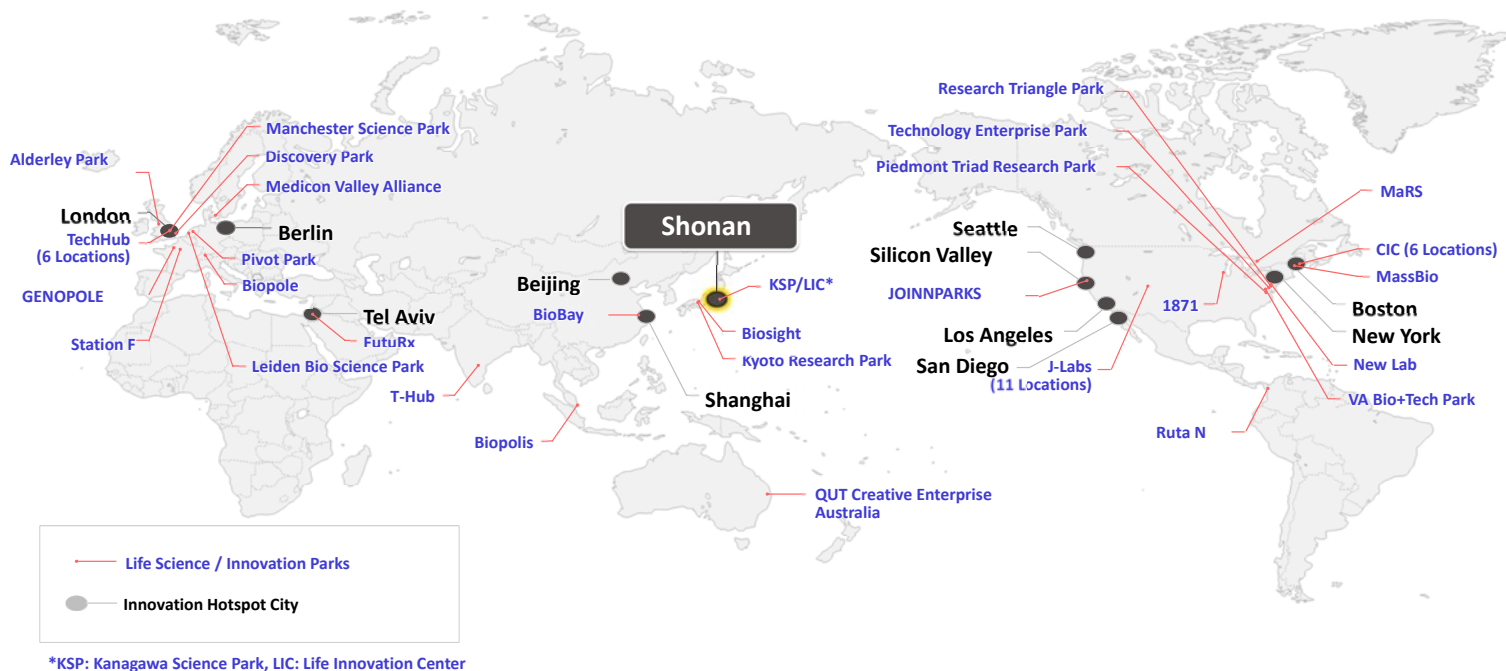 Research Triangle Park
Technology Enterprise Park
Piedmont Triad Research Park
Manchester Science Park
Discovery Park
Medicon Valley Alliance
Alderley Park
London
TechHub
(6 Locations)
Berlin
Pivot Park
Biopole
GENOPOLE
Station F
Tel Aviv
FutuRx
Leiden Bio Science Park
T-Hub
Biopolis
Beijing
BioBay
Shanghai
Shonan
KSP/LIC*
Biosight
Kyoto Research Park
QUT Creative Enterprise
Australia
Seattle
Silicon Valley
JOINNPARKS
Los Angeles
San Diego
J-Labs
(11 Locations)
1871
MaRS
CIC (6 Locations)
MassBio
Boston
New York
New Lab
VA Bio+Tech Park
Ruta N
Life Science / Innovation Parks
Innovation Hotspot City
*KSP: Kanagawa Science Park, LIC: Life Innovation Center